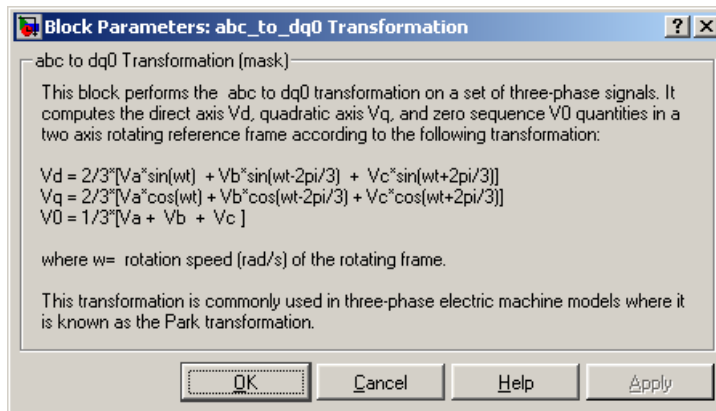 Block Parameters: abc_to_dq0 Transformation
abc to dq0 Transformation (mask)
This block performs the abc to dq0 transformation on a set of three-phase signals. It
computes the direct axis Vd, quadratic axis Vq, and zero sequence V0 quantities in a
two axis rotating reference frame according to the following transformation:
Vd = 2/3*[Va*sin(wt) + Vb*sin(wt-2pi/3) + Vc*sin(wt+2pi/3)]
Vq = 2/3*[Va*cos(wt) + Vb*cos(wt-2pi/3) + Vc*cos(wt+2pi/3)]
V0 = 1/3*[Va + Vb + Vc ]
where w= rotation speed (rad/s) of the rotating frame.
This transformation is commonly used in three-phase electric machine models where it
is known as the Park transformation.
OK Cancel Help Apply